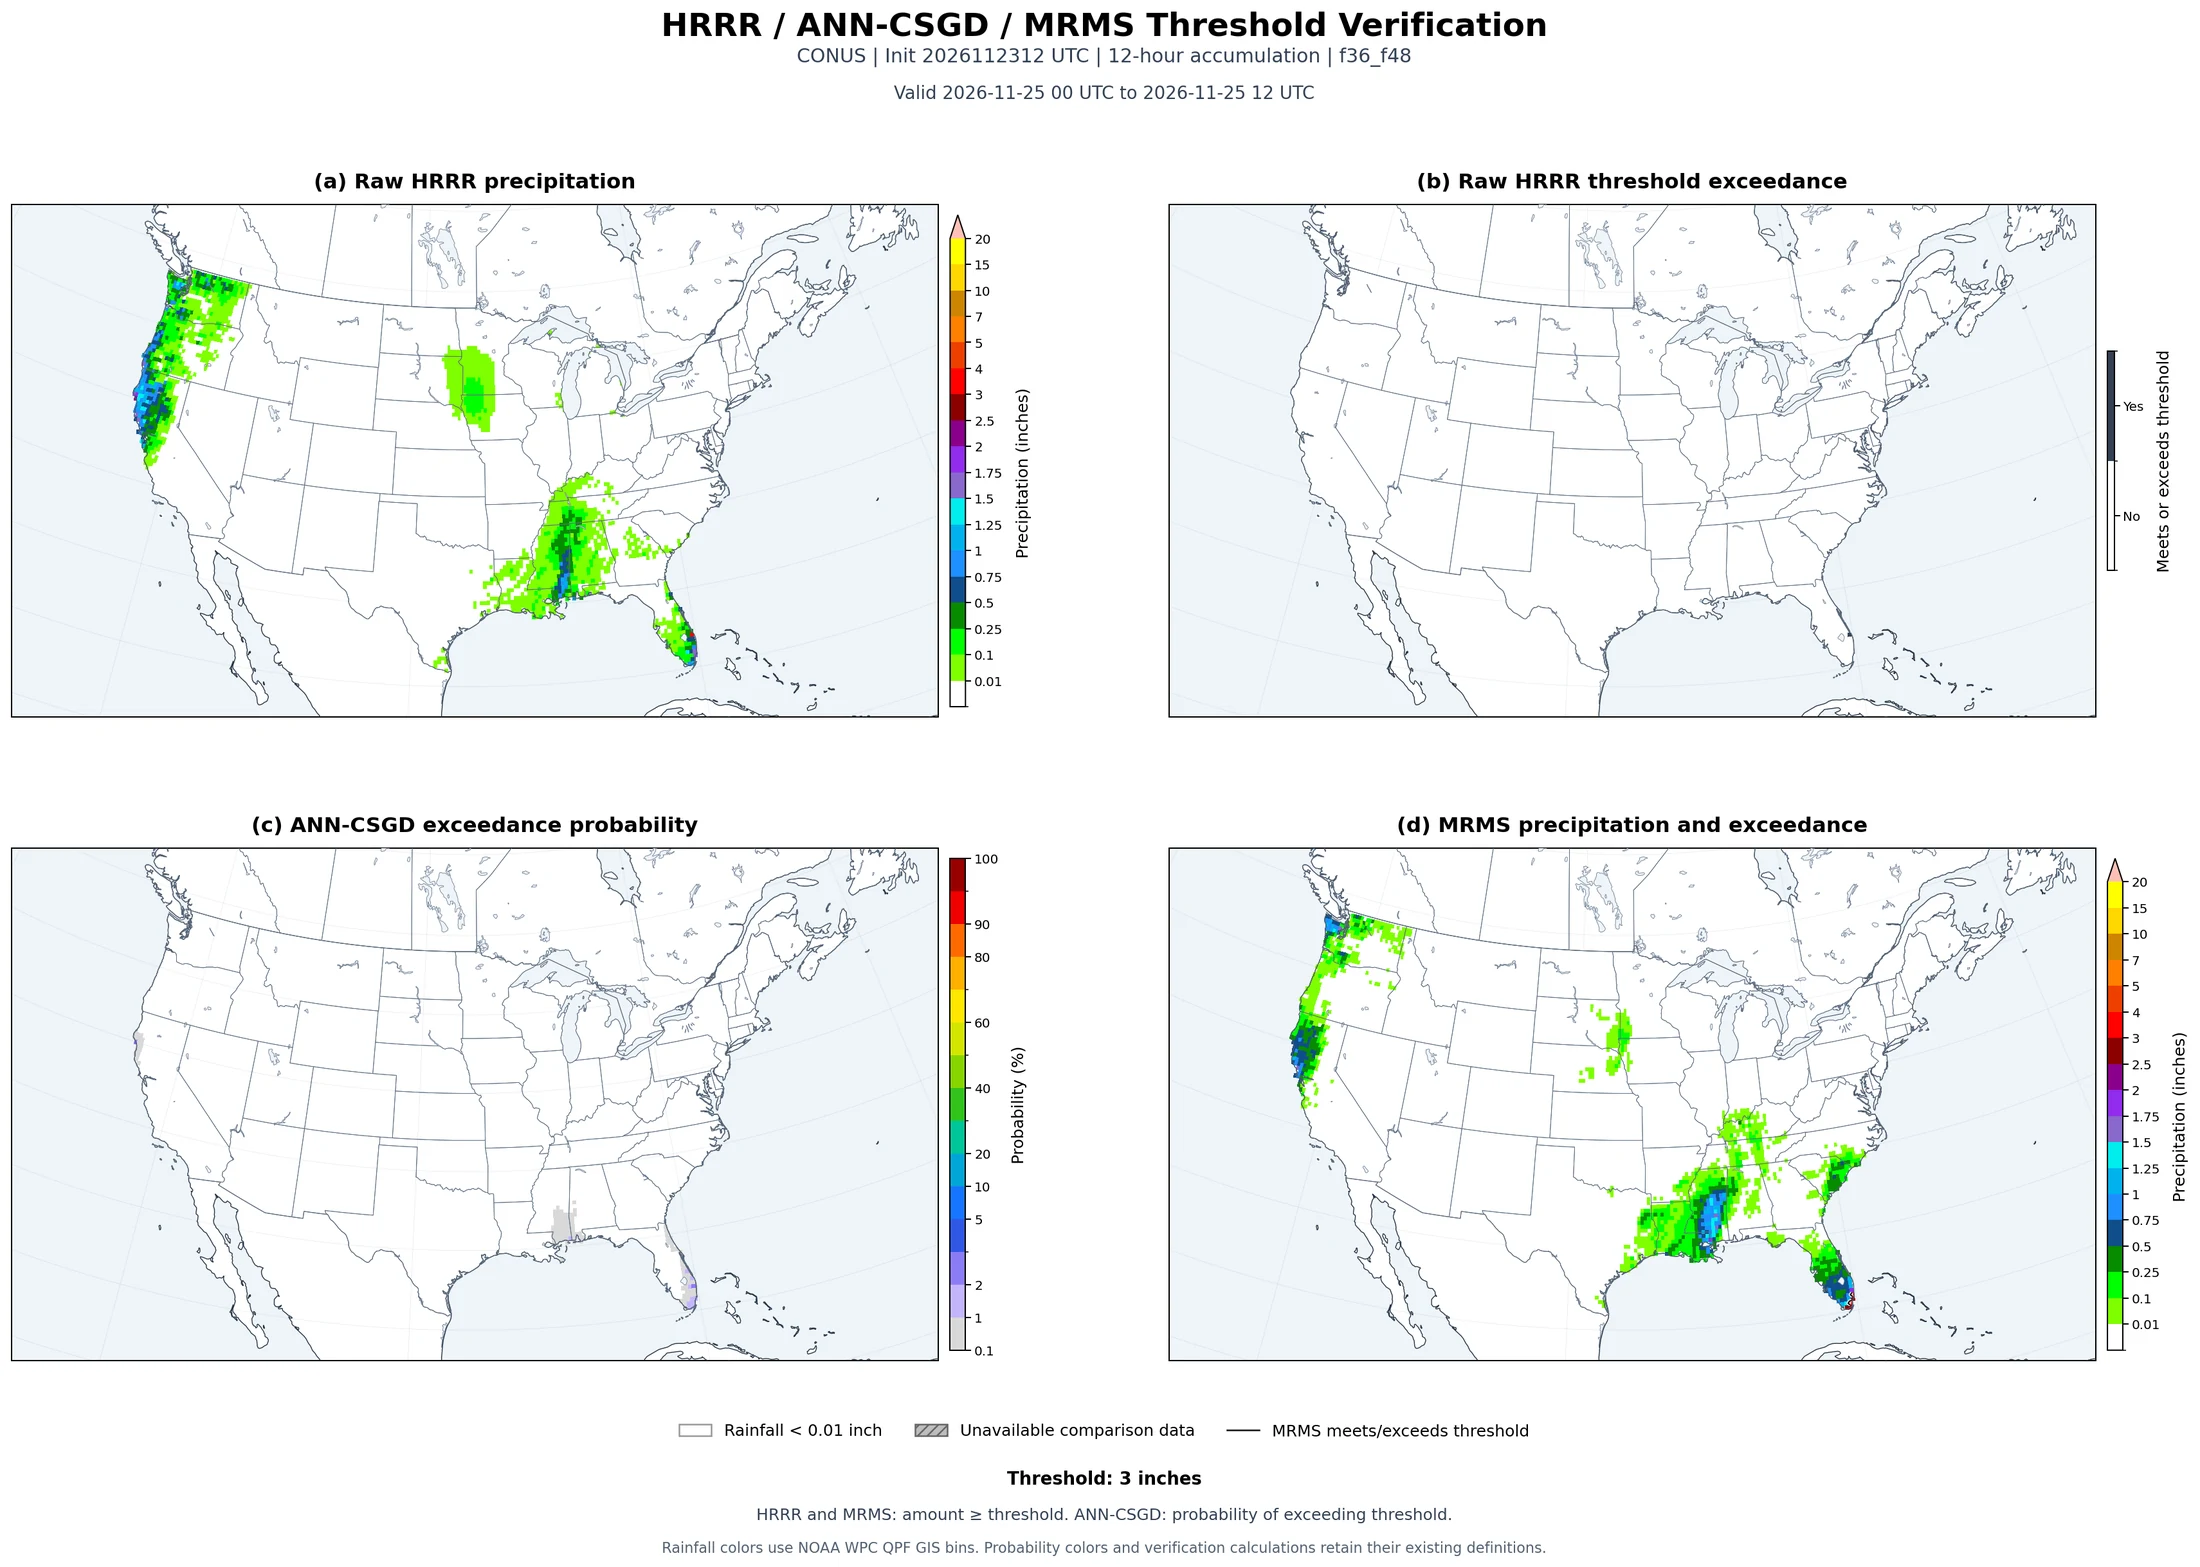 HRRR / ANN-CSGD / MRMS Threshold Verification
CONUS | Init 2026112312 UTC | 12-hour accumulation | f36_f48
Valid 2026-11-25 00 UTC to 2026-11-25 12 UTC
(a) Raw HRRR precipitation
20
15
10
7
5
4
3
2.5
2
1.75
1.5
1.25
1
0.75
0.5
0.25
0.1
0.01
Precipitation (inches)
(b) Raw HRRR threshold exceedance
Yes
No
Meets or exceeds threshold
(c) ANN-CSGD exceedance probability
100
90
80
60
40
20
10
5
2
1
0.1
Probability (%)
(d) MRMS precipitation and exceedance
20
15
10
7
5
4
3
2.5
2
1.75
1.5
1.25
1
0.75
0.5
0.25
0.1
0.01
Precipitation (inches)
Rainfall < 0.01 inch
Unavailable comparison data
MRMS meets/exceeds threshold
Threshold: 3 inches
HRRR and MRMS: amount ≥ threshold. ANN-CSGD: probability of exceeding threshold.
Rainfall colors use NOAA WPC QPF GIS bins. Probability colors and verification calculations retain their existing definitions.